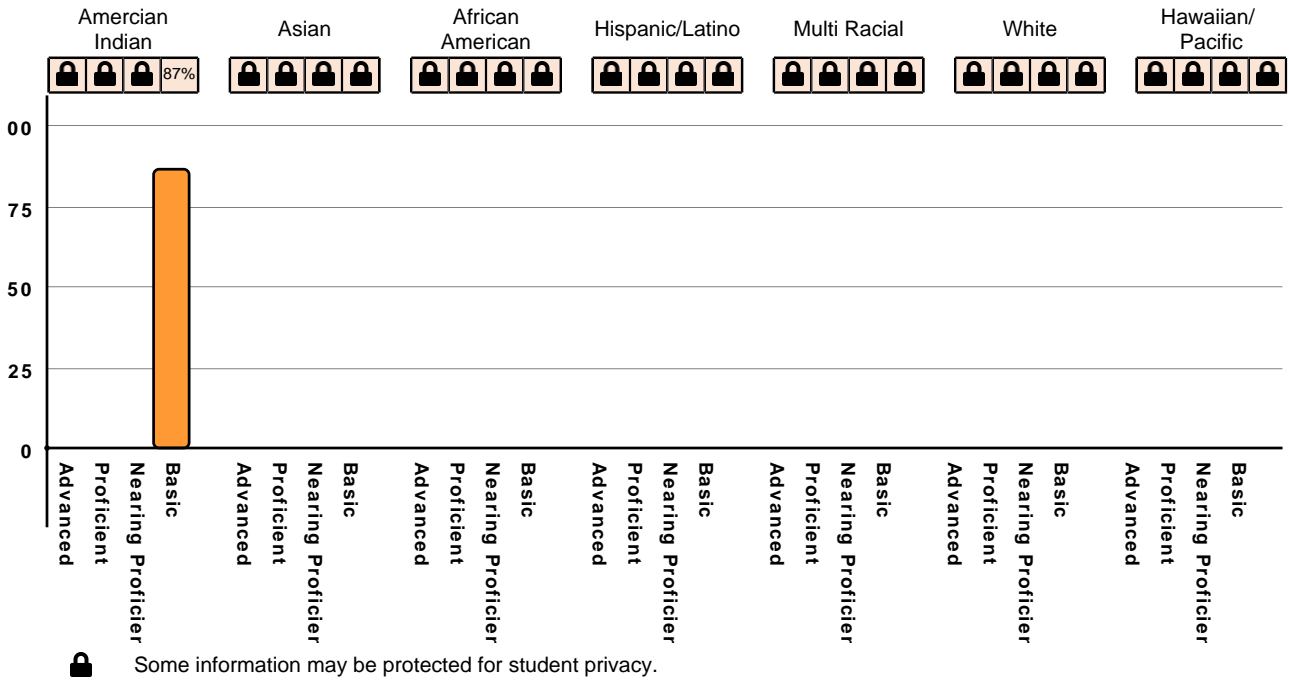 Amercian
Indian
Asian
African
American
Hispanic/Latino
Multi Racial
White
Hawaiian/
Pacific
87%
00
75
50
25
0
Advanced
Proficient
Nearing Proficier
Basic
Advanced
Proficient
Nearing Proficier
Basic
Advanced
Proficient
Nearing Proficier
Basic
Advanced
Proficient
Nearing Proficier
Basic
Advanced
Proficient
Nearing Proficier
Basic
Advanced
Proficient
Nearing Proficier
Basic
Advanced
Proficient
Nearing Proficier
Basic
Some information may be protected for student privacy.